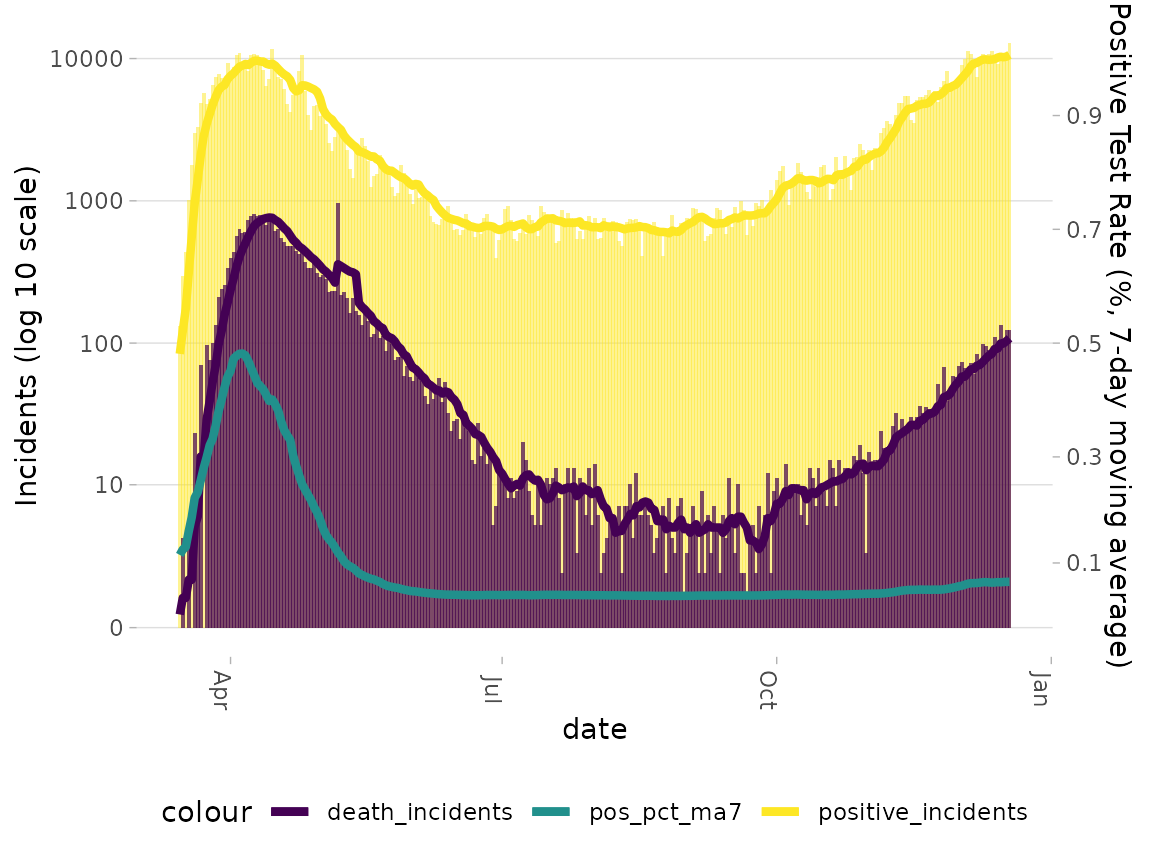 Incidents (log 10 scale)
10000
1000
100
10
0
0.9
0.7
0.5
0.3
0.1
Positive Test Rate (%, 7-day moving average)
Apr
Jul
Oct
Jan
date
colour
death_incidents
pos_pct_ma7
positive_incidents